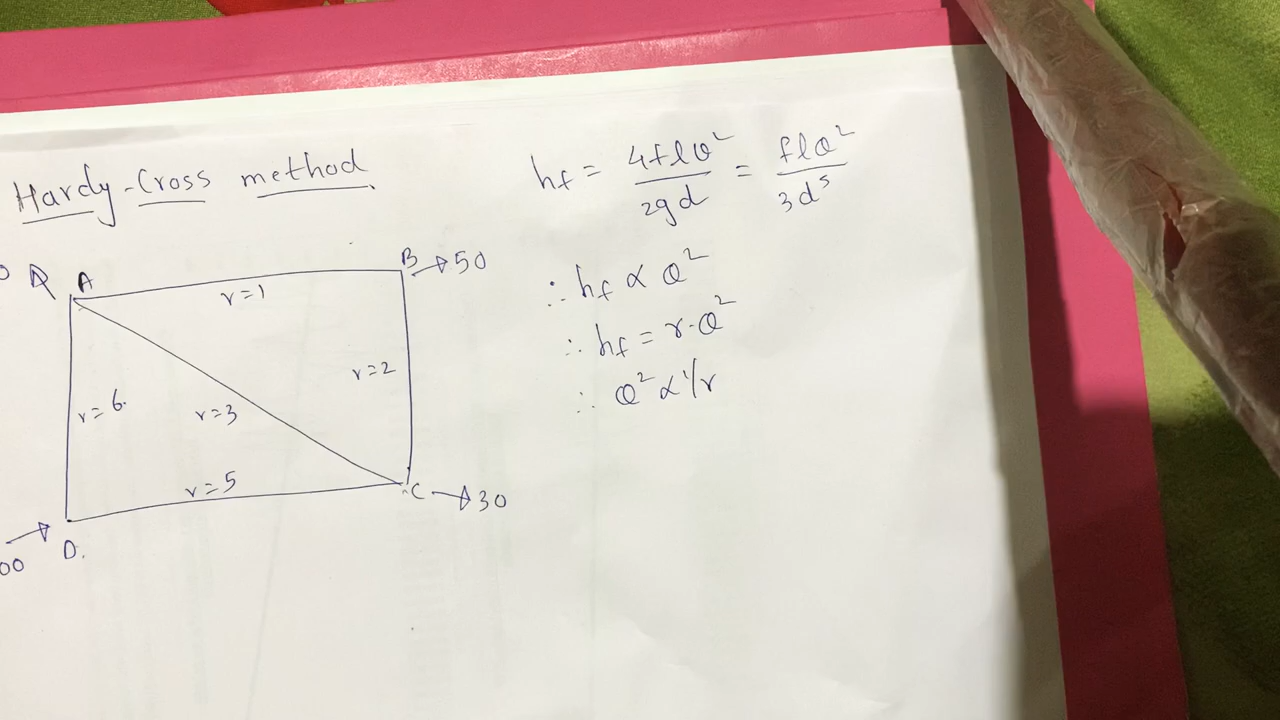 Hardy-Cross method
hf = 4flQ² / 2gd = flQ² / 3d⁵
∴ hf ∝ Q²
∴ hf = r·Q²
∴ Q² ∝ 1/r
A
B → 50
r=1
r=2
r=6
r=3
r=5
C → 30
D.
00